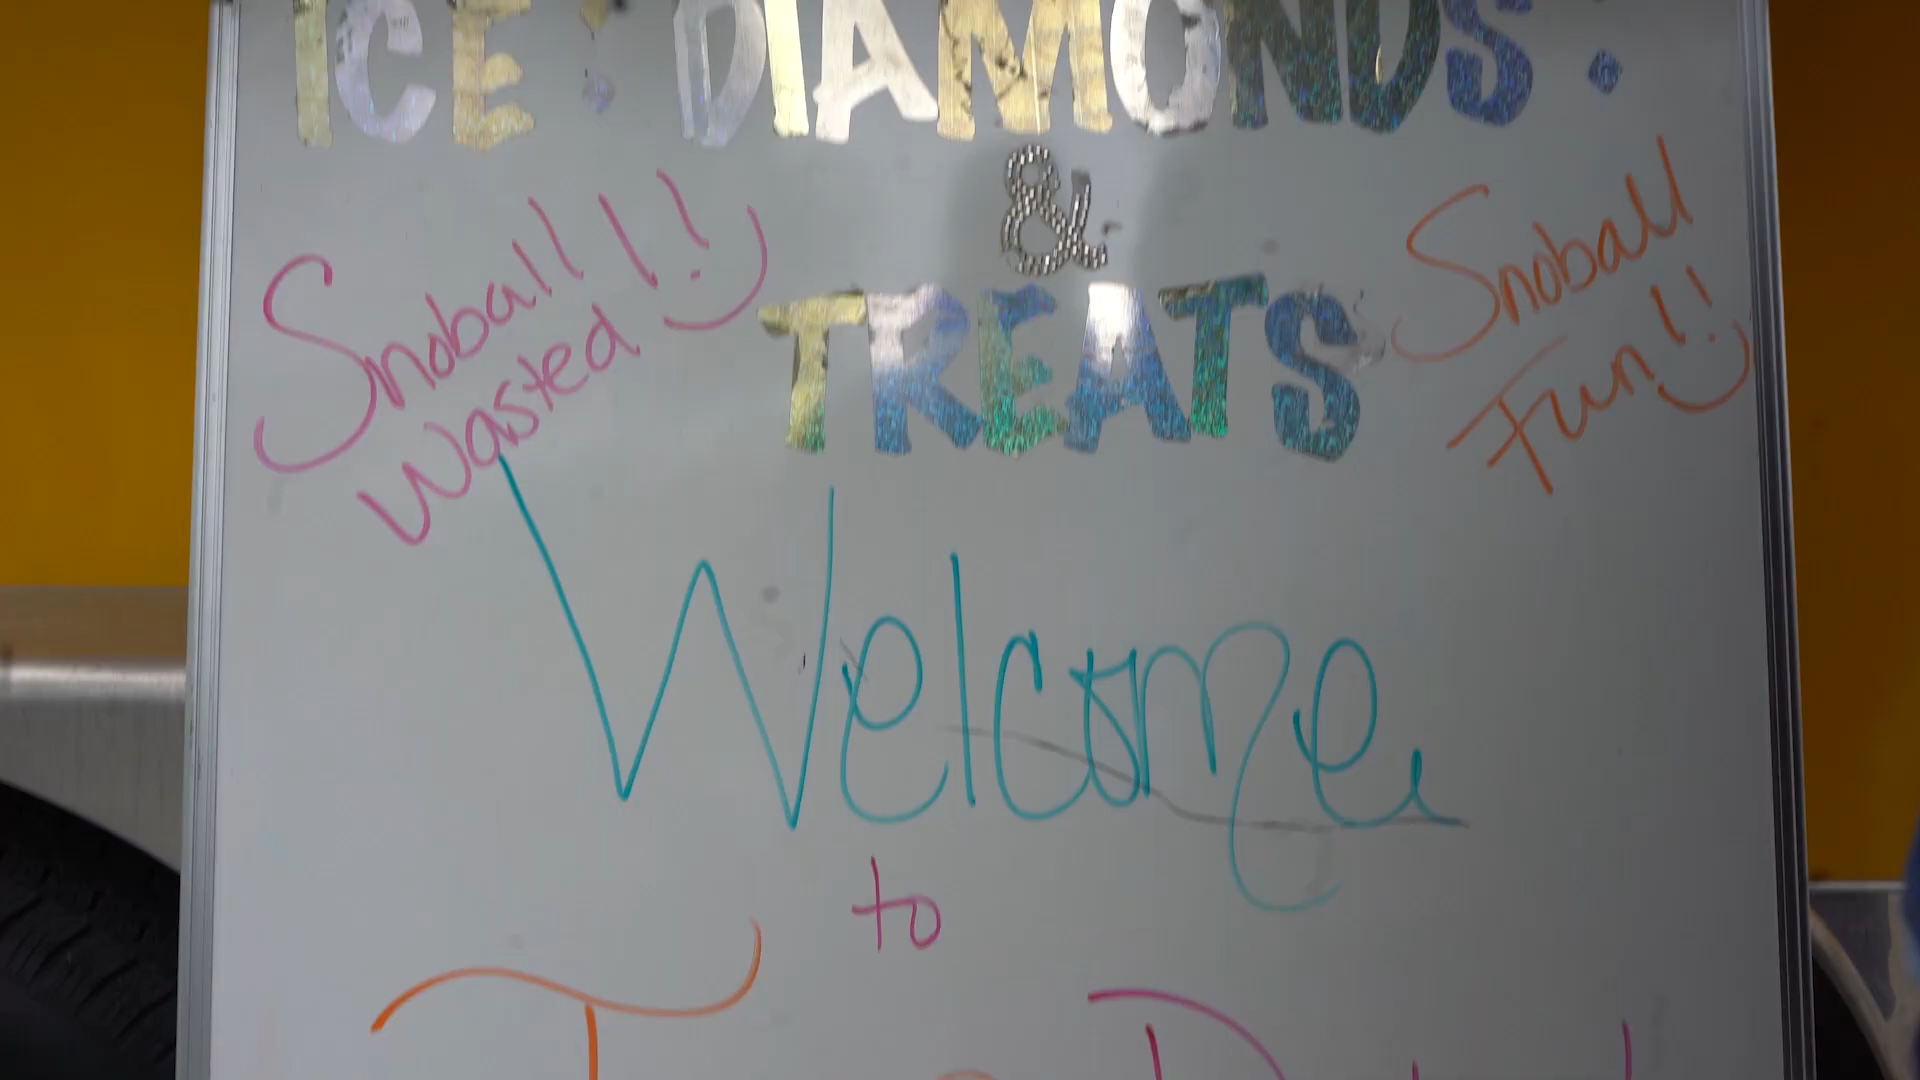 ICE DIAMONDS
&
TREATS
Snoball
Wasted !!
Snoball
Fun!!
Welcome
to